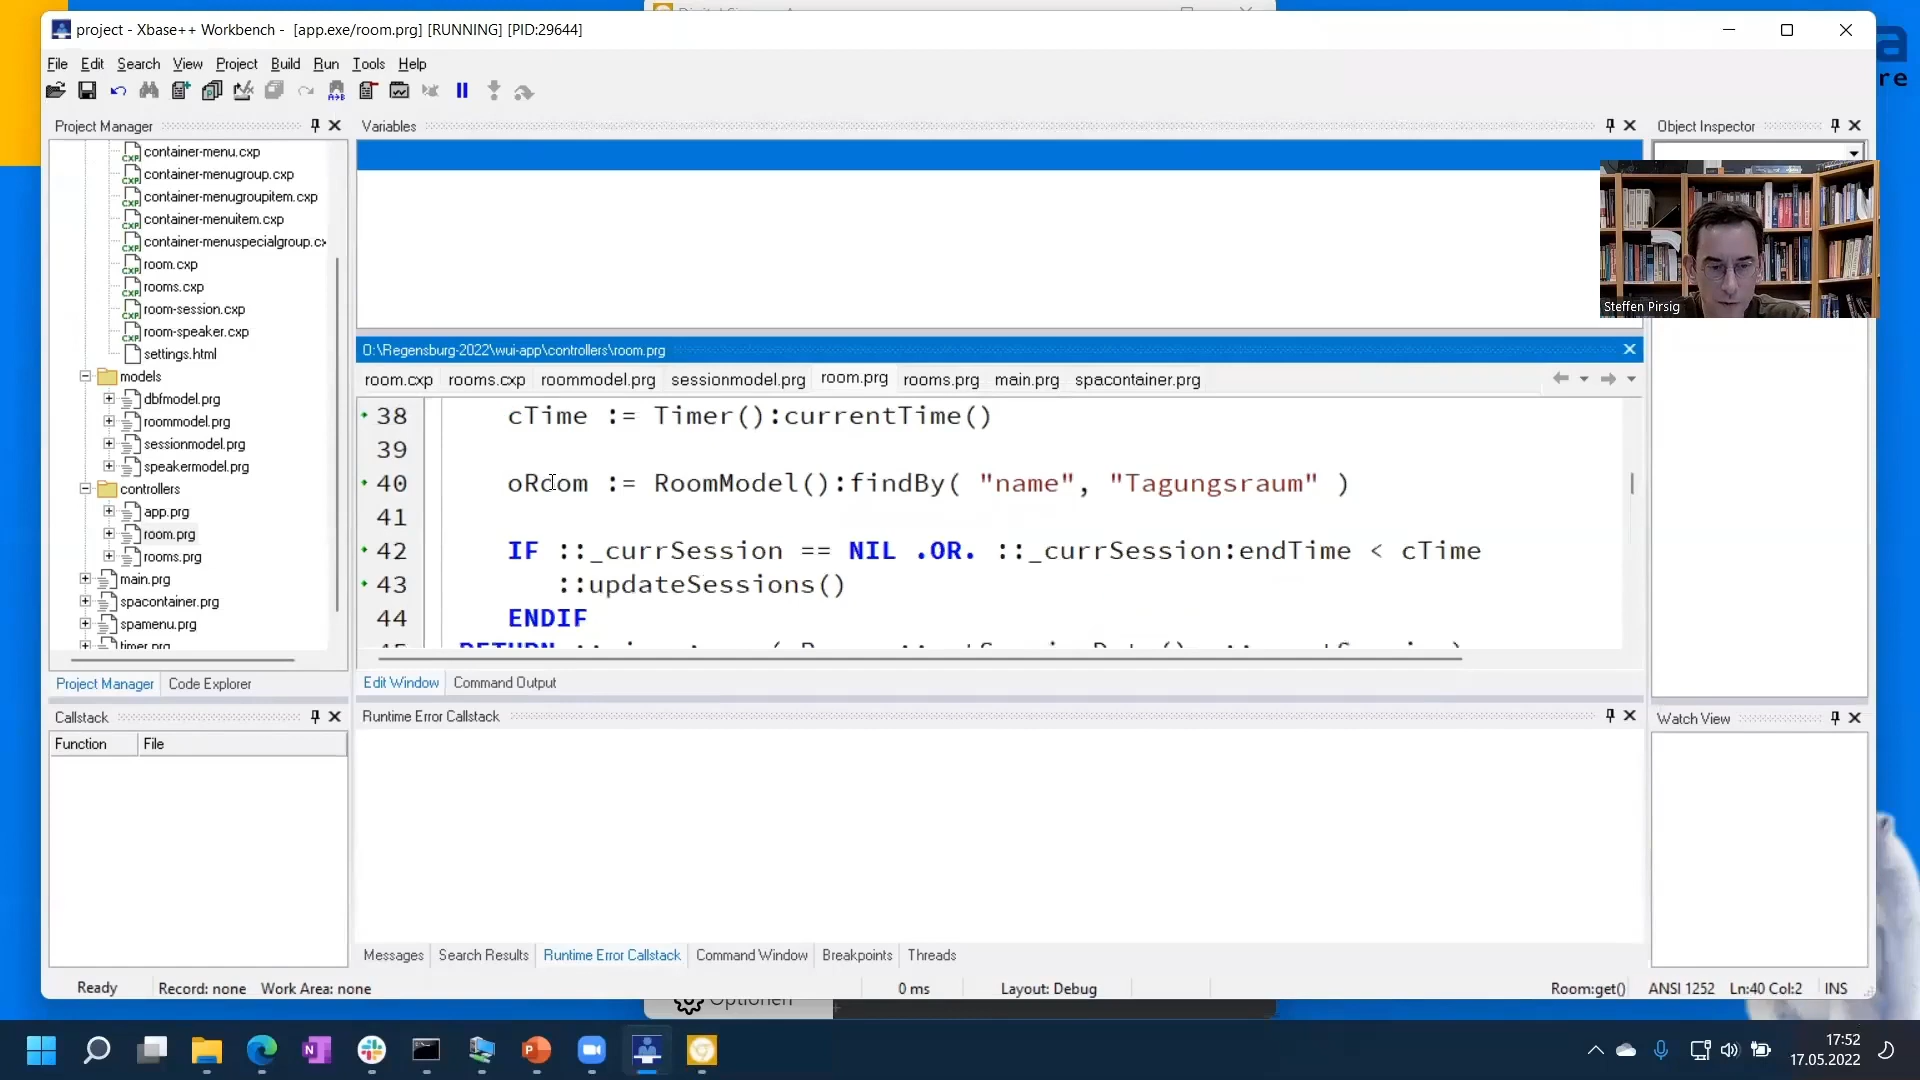 project - Xbase++ Workbench - [app.exe/room.prg] [RUNNING] [PID:29644]
File Edit Search View Project Build Run Tools Help
Project Manager
container-menu.cxp
container-menugroup.cxp
container-menugroupitem.cxp
container-menuitem.cxp
container-menuspecialgroup.cx
room.cxp
rooms.cxp
room-session.cxp
room-speaker.cxp
settings.html
models
dbfmodel.prg
roommodel.prg
sessionmodel.prg
speakermodel.prg
controllers
app.prg
room.prg
rooms.prg
main.prg
spacontainer.prg
spamenu.prg
timer.prg
Project Manager Code Explorer
Callstack
Function File
Variables
O:\Regensburg-2022\wui-app\controllers\room.prg
room.cxp rooms.cxp roommodel.prg sessionmodel.prg room.prg rooms.prg main.prg spacontainer.prg
38 cTime := Timer():currentTime()
39
40 oRoom := RoomModel():findBy( "name", "Tagungsraum" )
41
42 IF ::_currSession == NIL .OR. ::_currSession:endTime < cTime
43 ::updateSessions()
44 ENDIF
Edit Window Command Output
Runtime Error Callstack
Messages Search Results Runtime Error Callstack Command Window Breakpoints Threads
Object Inspector
Steffen Pirsig
Watch View
Ready Record: none Work Area: none 0 ms Layout: Debug Room:get() ANSI 1252 Ln:40 Col:2 INS
Optionen
17:52
17.05.2022